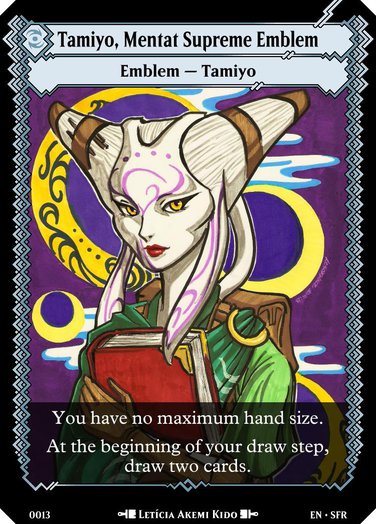 Tamiyo, Mentat Supreme Emblem
Emblem — Tamiyo
You have no maximum hand size.
At the beginning of your draw step,
draw two cards.
0013
Letícia Akemi Kido
EN • SFR